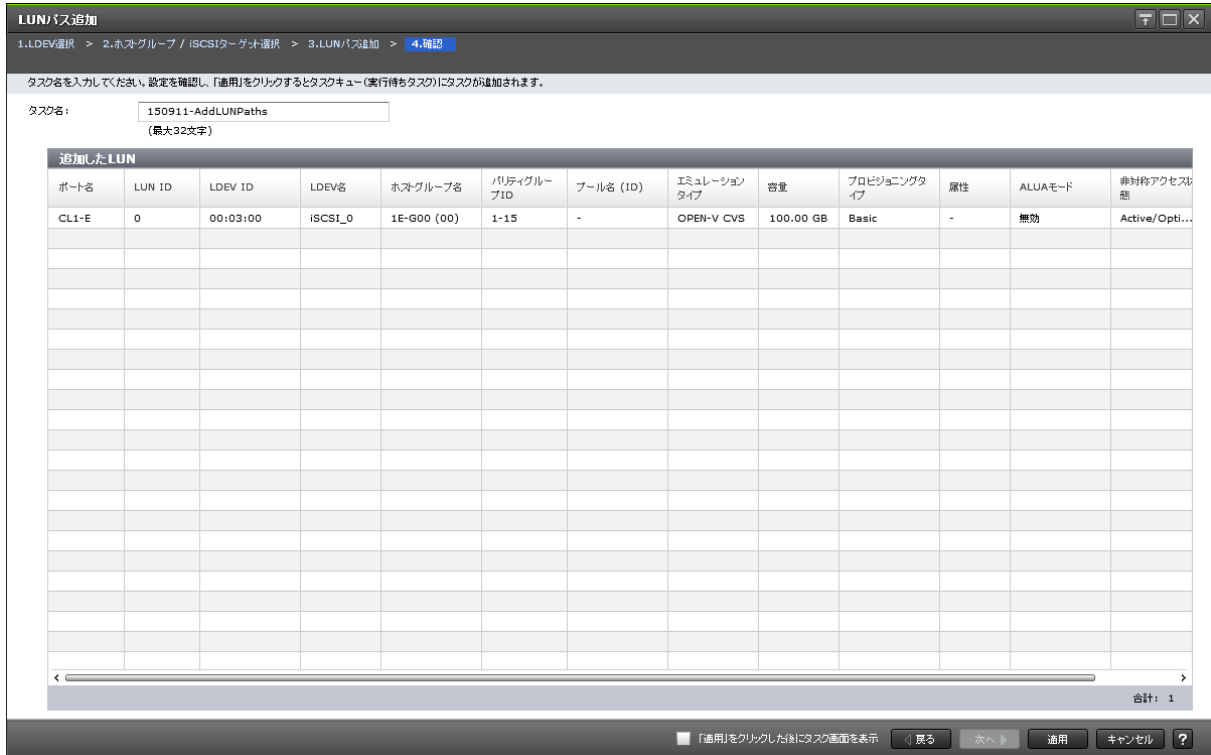 LUNパス追加
1.LDEV選択 > 2.ホストグループ / iSCSIターゲット選択 > 3.LUNパス追加 > 4.確認
タスク名を入力してください。設定を確認し、「適用」をクリックするとタスクキュー(実行待ちタスク)にタスクが追加されます。
タスク名: 150911-AddLUNPaths
(最大32文字)
追加したLUN
ポート名 LUN ID LDEV ID LDEV名 ホストグループ名 パリティグループID プール名 (ID) エミュレーションタイプ 容量 プロビジョニングタイプ 属性 ALUAモード 非対称アクセス状態
CL1-E 0 00:03:00 iSCSI_0 1E-G00 (00) 1-15 - OPEN-V CVS 100.00 GB Basic - 無効 Active/Opti...
合計: 1
「適用」をクリックした後にタスク画面を表示 戻る 次へ 適用 キャンセル ?